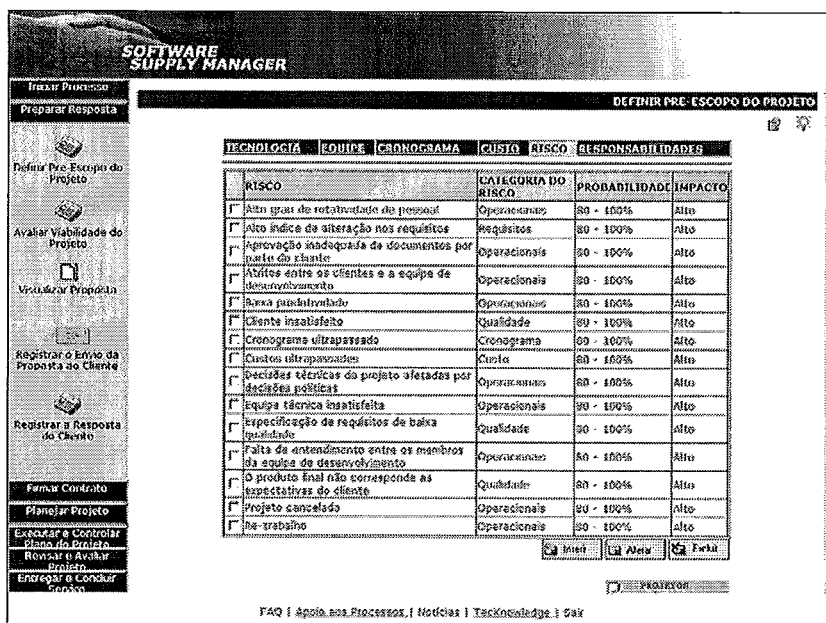 SOFTWARE
SUPPLY MANAGER
Iniciar Processo
Preparar Resposta
Definir Pre-Escopo do
Projeto
Avaliar Viabilidade do
Projeto
Visualizar Proposta
Registrar o Envio da
Proposta ao Cliente
Registrar a Resposta
do Cliente
Firmar Contrato
Planejar Projeto
Executar e Controlar
Plano do Projeto
Revisar e Avaliar
Projeto
Entregar e Concluir
Serviço
DEFINIR PRE-ESCOPO DO PROJETO
TECNOLOGIA EQUIPE CRONOGRAMA CUSTO RISCO RESPONSABILIDADES
RISCO CATEGORIA DO RISCO PROBABILIDADE IMPACTO
Alto grau de rotatividade de pessoal Operacionais 80 - 100% Alto
Alto índice de alteração nos requisitos Requisitos 80 - 100% Alto
Aprovação inadequada de documentos por
parte do cliente Operacionais 80 - 100% Alto
Atritos entre os clientes e a equipe de
desenvolvimento Operacionais 80 - 100% Alto
Baixa produtividade Operacionais 80 - 100% Alto
Cliente insatisfeito Qualidade 80 - 100% Alto
Cronograma ultrapassado Cronograma 80 - 100% Alto
Custos ultrapassados Custo 80 - 100% Alto
Decisões técnicas do projeto afetadas por
decisões políticas Operacionais 80 - 100% Alto
Equipe técnica insatisfeita Operacionais 80 - 100% Alto
Especificação de requisitos de baixa
qualidade Qualidade 80 - 100% Alto
Falta de entendimento entre os membros
da equipe de desenvolvimento Operacionais 80 - 100% Alto
O produto final não corresponde as
expectativas do cliente Qualidade 80 - 100% Alto
Projeto cancelado Operacionais 80 - 100% Alto
Re-trabalho Operacionais 80 - 100% Alto
Inserir Alterar Excluir
PROJETOS
FAQ | Apoio aos Processos | Notícias | TecKnowledge | Sair